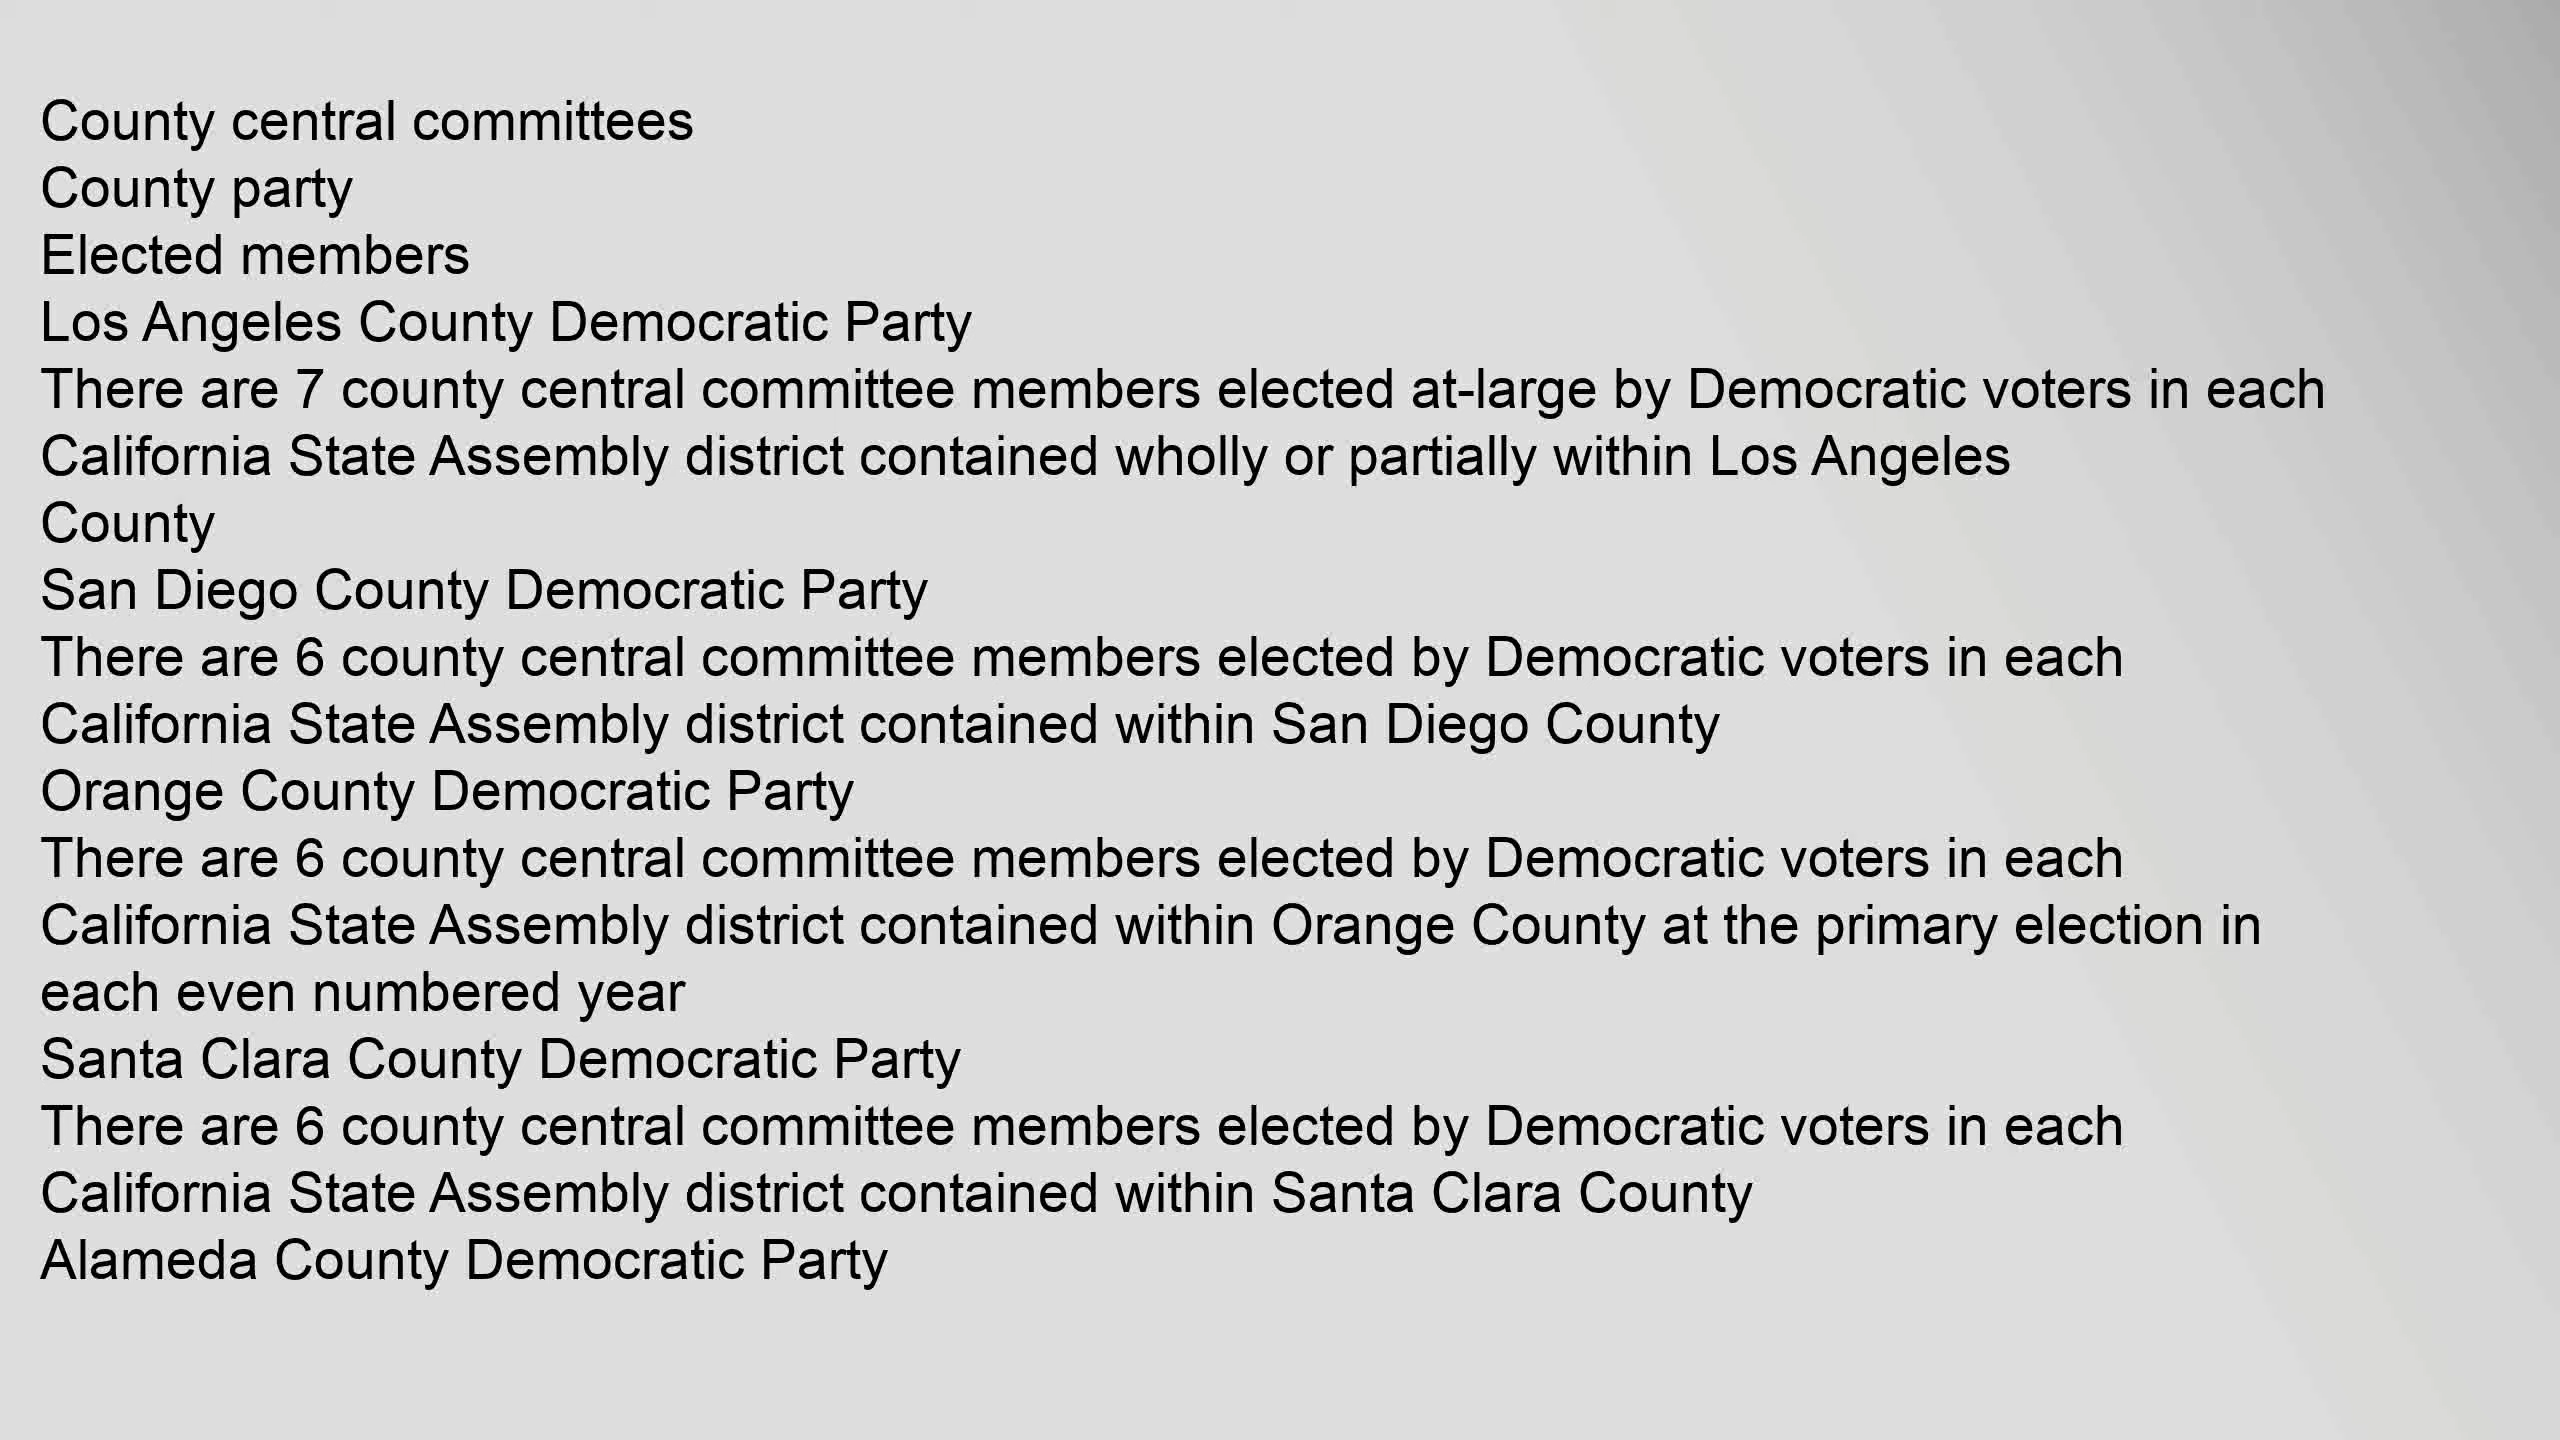 County central committees
County party
Elected members
Los Angeles County Democratic Party
There are 7 county central committee members elected at-large by Democratic voters in each
California State Assembly district contained wholly or partially within Los Angeles
County
San Diego County Democratic Party
There are 6 county central committee members elected by Democratic voters in each
California State Assembly district contained within San Diego County
Orange County Democratic Party
There are 6 county central committee members elected by Democratic voters in each
California State Assembly district contained within Orange County at the primary election in
each even numbered year
Santa Clara County Democratic Party
There are 6 county central committee members elected by Democratic voters in each
California State Assembly district contained within Santa Clara County
Alameda County Democratic Party